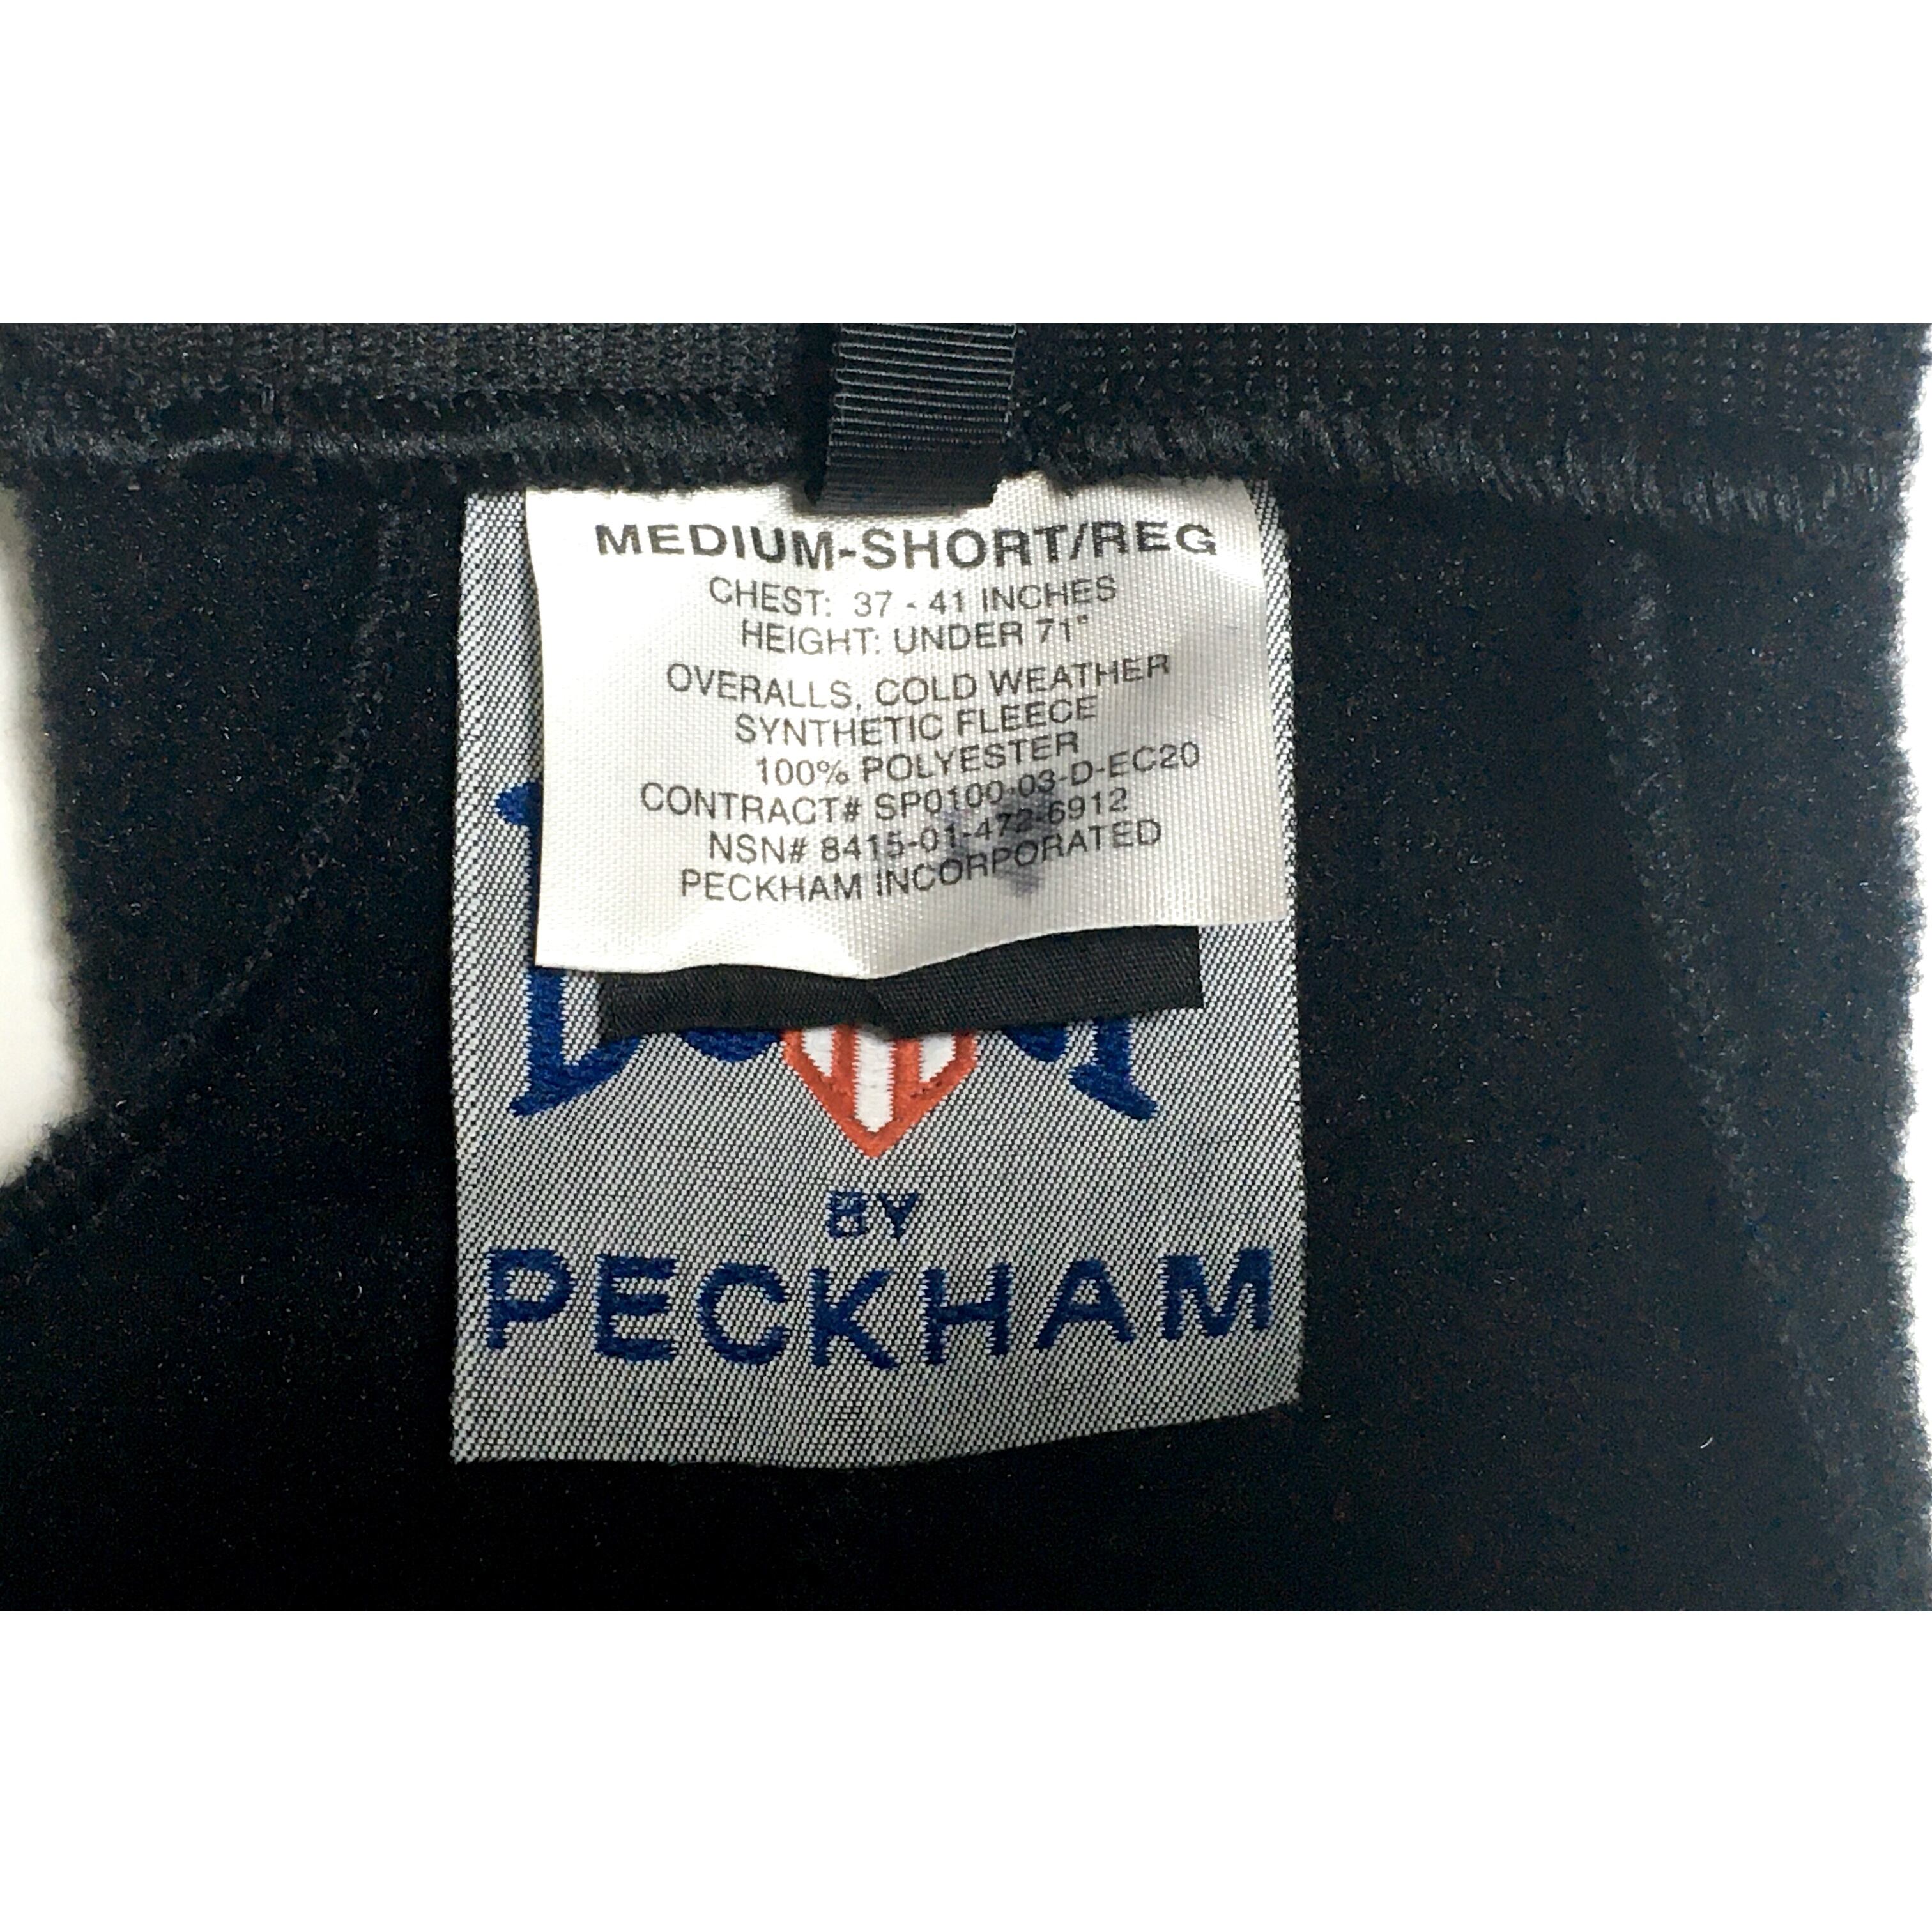 MEDIUM-SHORT/REG
CHEST: 37 - 41 INCHES
HEIGHT: UNDER 71"
OVERALLS, COLD WEATHER
SYNTHETIC FLEECE
100% POLYESTER
CONTRACT# SP0100-03-D-EC20
NSN# 8415-01-472-6912
PECKHAM INCORPORATED
BY
PECKHAM